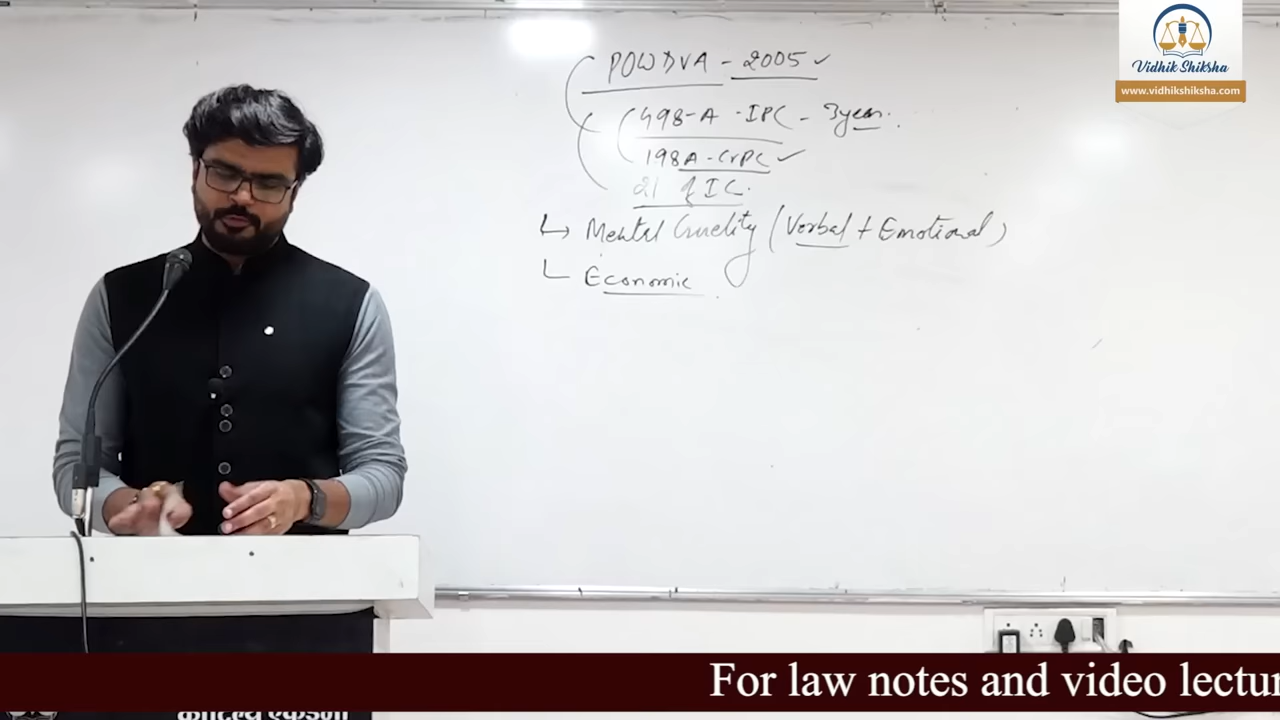 POWDVA - 2005 ✓
498-A - IPC - 3 year.
198A - CrPC ✓
21 of IC.
↳ Mental Cruelty (Verbal + Emotional)
Economic
Vidhik Shiksha
www.vidhikshiksha.com
For law notes and video lectur